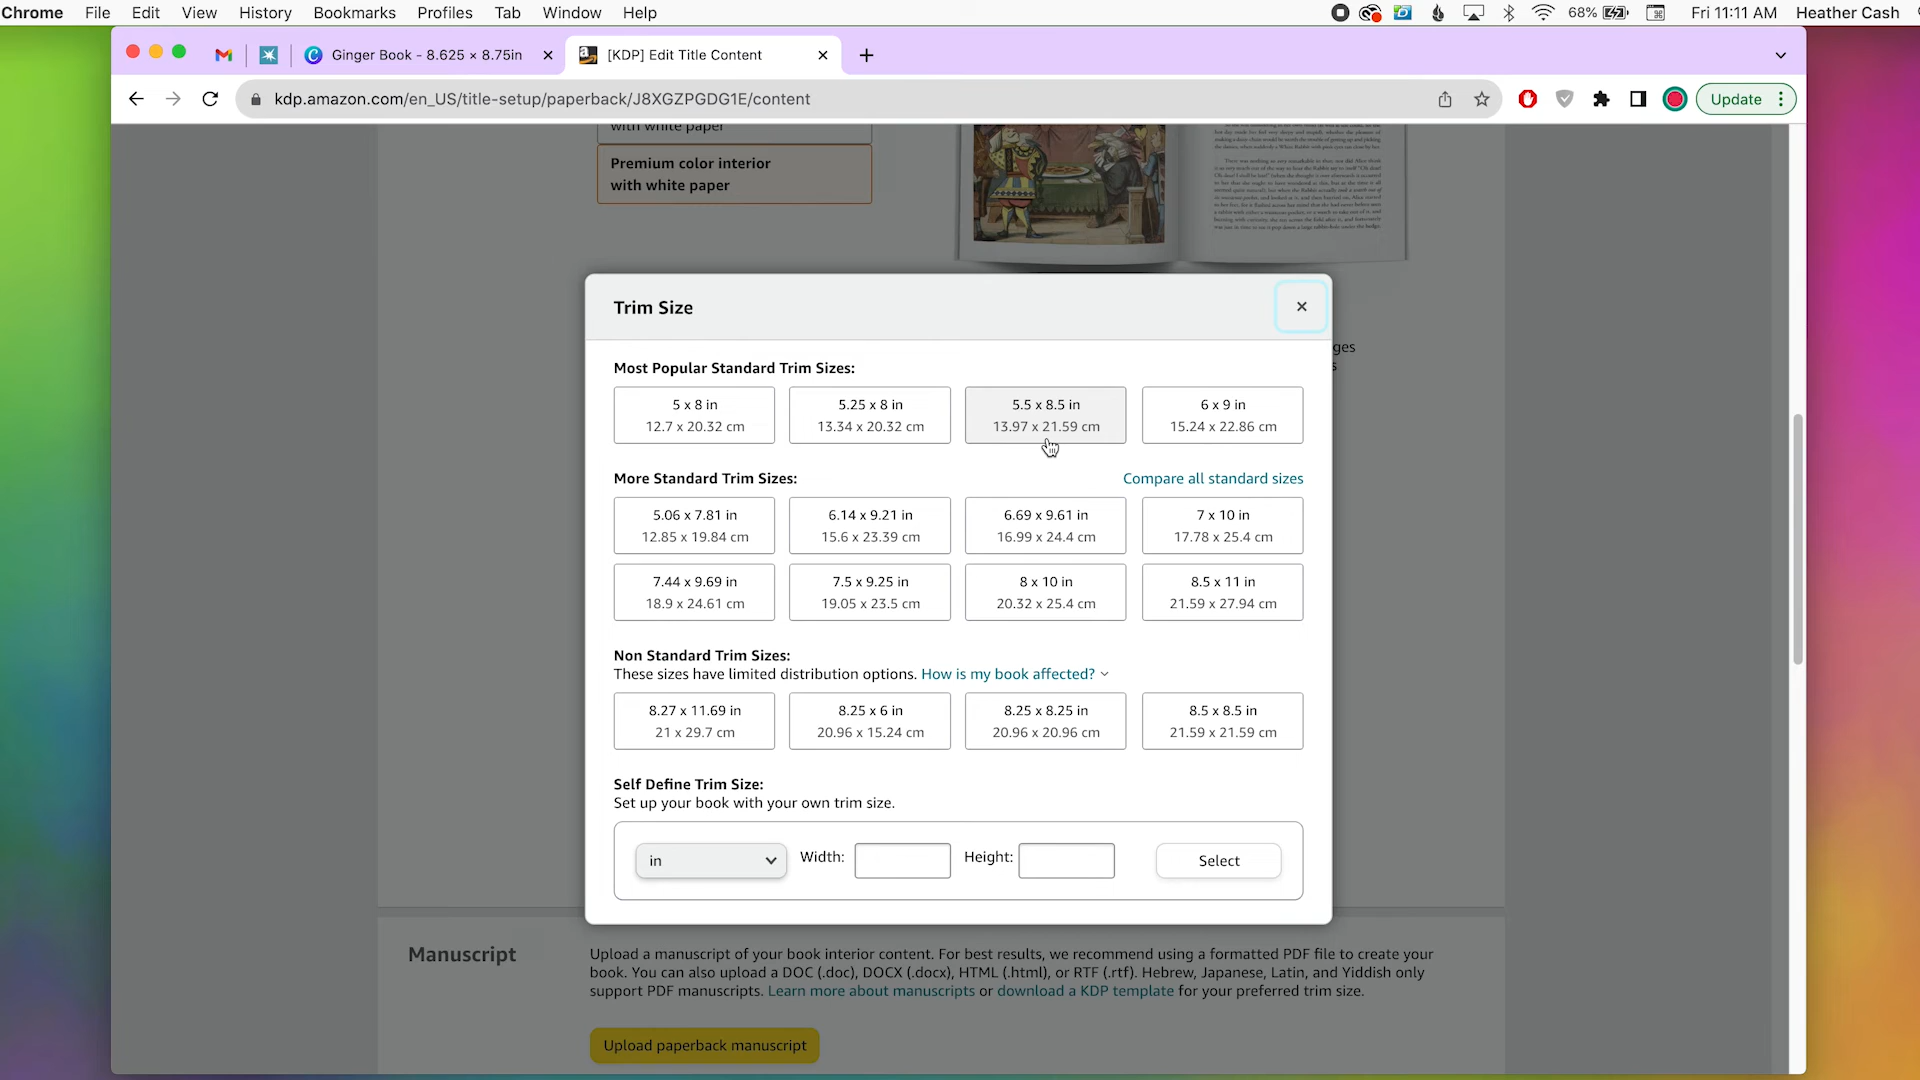 Chrome File Edit View History Bookmarks Profiles Tab Window Help 68% Fri 11:11 AM Heather Cash
Ginger Book - 8.625 × 8.75in [KDP] Edit Title Content
kdp.amazon.com/en_US/title-setup/paperback/J8XGZPGDG1E/content Update
with white paper
Premium color interior
with white paper
Trim Size
ges
Most Popular Standard Trim Sizes:
5 x 8 in 5.25 x 8 in 5.5 x 8.5 in 6 x 9 in
12.7 x 20.32 cm 13.34 x 20.32 cm 13.97 x 21.59 cm 15.24 x 22.86 cm
More Standard Trim Sizes: Compare all standard sizes
5.06 x 7.81 in 6.14 x 9.21 in 6.69 x 9.61 in 7 x 10 in
12.85 x 19.84 cm 15.6 x 23.39 cm 16.99 x 24.4 cm 17.78 x 25.4 cm
7.44 x 9.69 in 7.5 x 9.25 in 8 x 10 in 8.5 x 11 in
18.9 x 24.61 cm 19.05 x 23.5 cm 20.32 x 25.4 cm 21.59 x 27.94 cm
Non Standard Trim Sizes:
These sizes have limited distribution options. How is my book affected?
8.27 x 11.69 in 8.25 x 6 in 8.25 x 8.25 in 8.5 x 8.5 in
21 x 29.7 cm 20.96 x 15.24 cm 20.96 x 20.96 cm 21.59 x 21.59 cm
Self Define Trim Size:
Set up your book with your own trim size.
in Width: Height: Select
Manuscript
Upload a manuscript of your book interior content. For best results, we recommend using a formatted PDF file to create your
book. You can also upload a DOC (.doc), DOCX (.docx), HTML (.html), or RTF (.rtf). Hebrew, Japanese, Latin, and Yiddish only
support PDF manuscripts. Learn more about manuscripts or download a KDP template for your preferred trim size.
Upload paperback manuscript